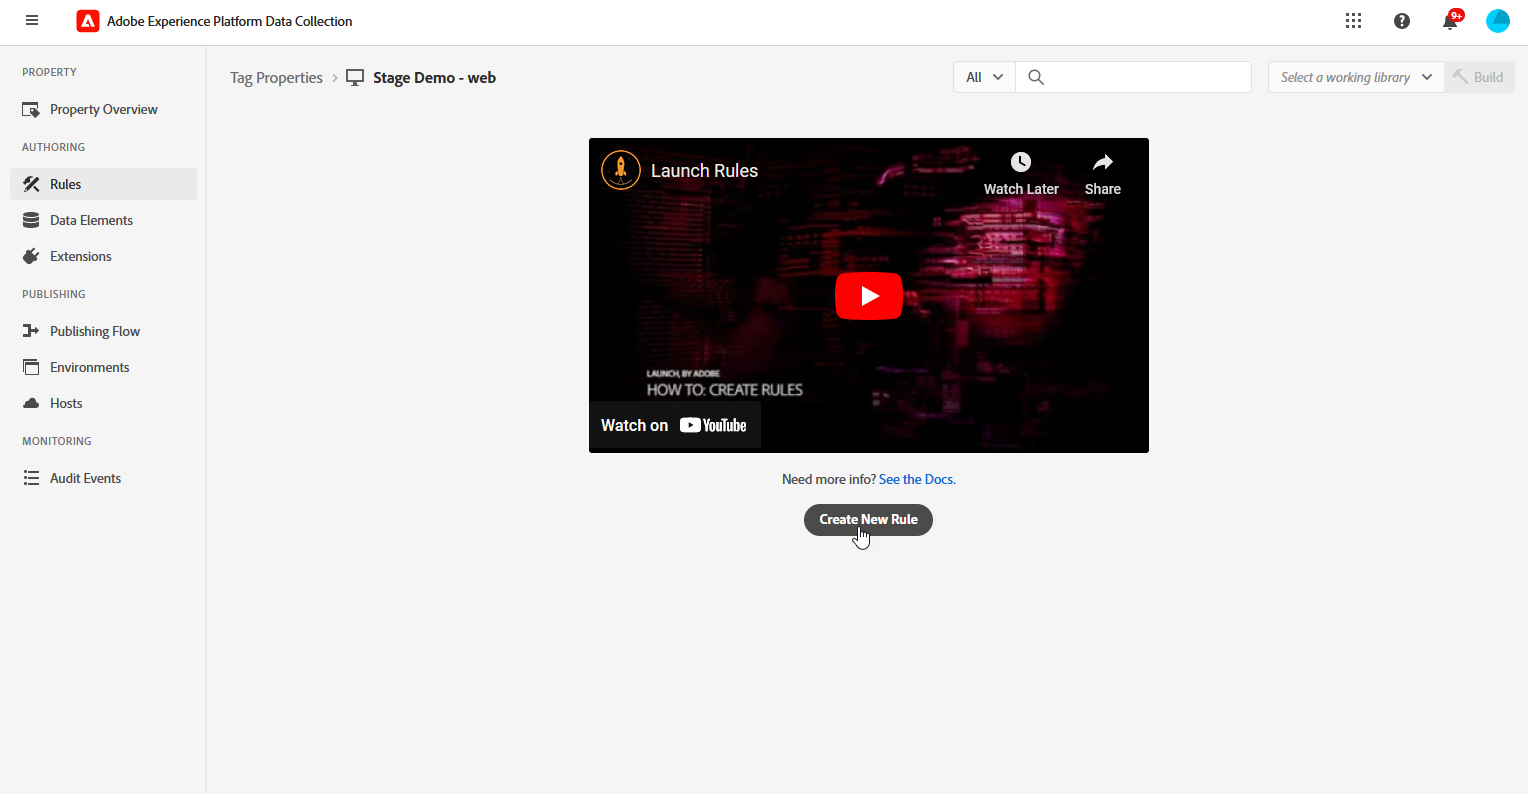 Adobe Experience Platform Data Collection
9+
PROPERTY
Property Overview
AUTHORING
Rules
Data Elements
Extensions
PUBLISHING
Publishing Flow
Environments
Hosts
MONITORING
Audit Events
Tag Properties > Stage Demo - web
All
Select a working library
Build
Launch Rules
Watch Later
Share
LAUNCH, BY ADOBE
HOW TO: CREATE RULES
Watch on YouTube
Need more info? See the Docs.
Create New Rule